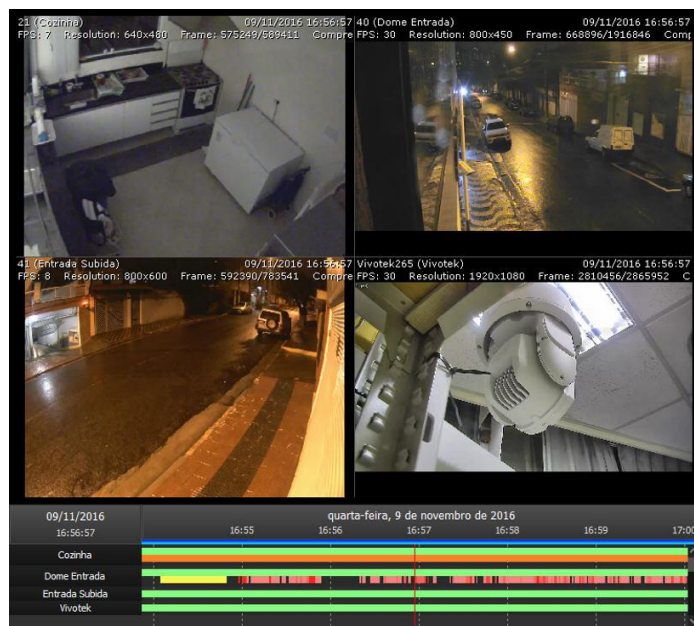 21 (Cozinha) 09/11/2016 16:56:57
FPS: 7 Resolution: 640x480 Frame: 575249/589411 Compre
40 (Dome Entrada) 09/11/2016 16:56:57
FPS: 30 Resolution: 800x450 Frame: 668896/1916846 Comp
41 (Entrada Subida) 09/11/2016 16:56:57
FPS: 8 Resolution: 800x600 Frame: 592390/783541 Compre
Vivotek265 (Vivotek) 09/11/2016 16:56:57
FPS: 30 Resolution: 1920x1080 Frame: 2810456/2865952 C
09/11/2016 quarta-feira, 9 de novembro de 2016
16:56:57 16:55 16:56 16:57 16:58 16:59 17:00
Cozinha
Dome Entrada
Entrada Subida
Vivotek